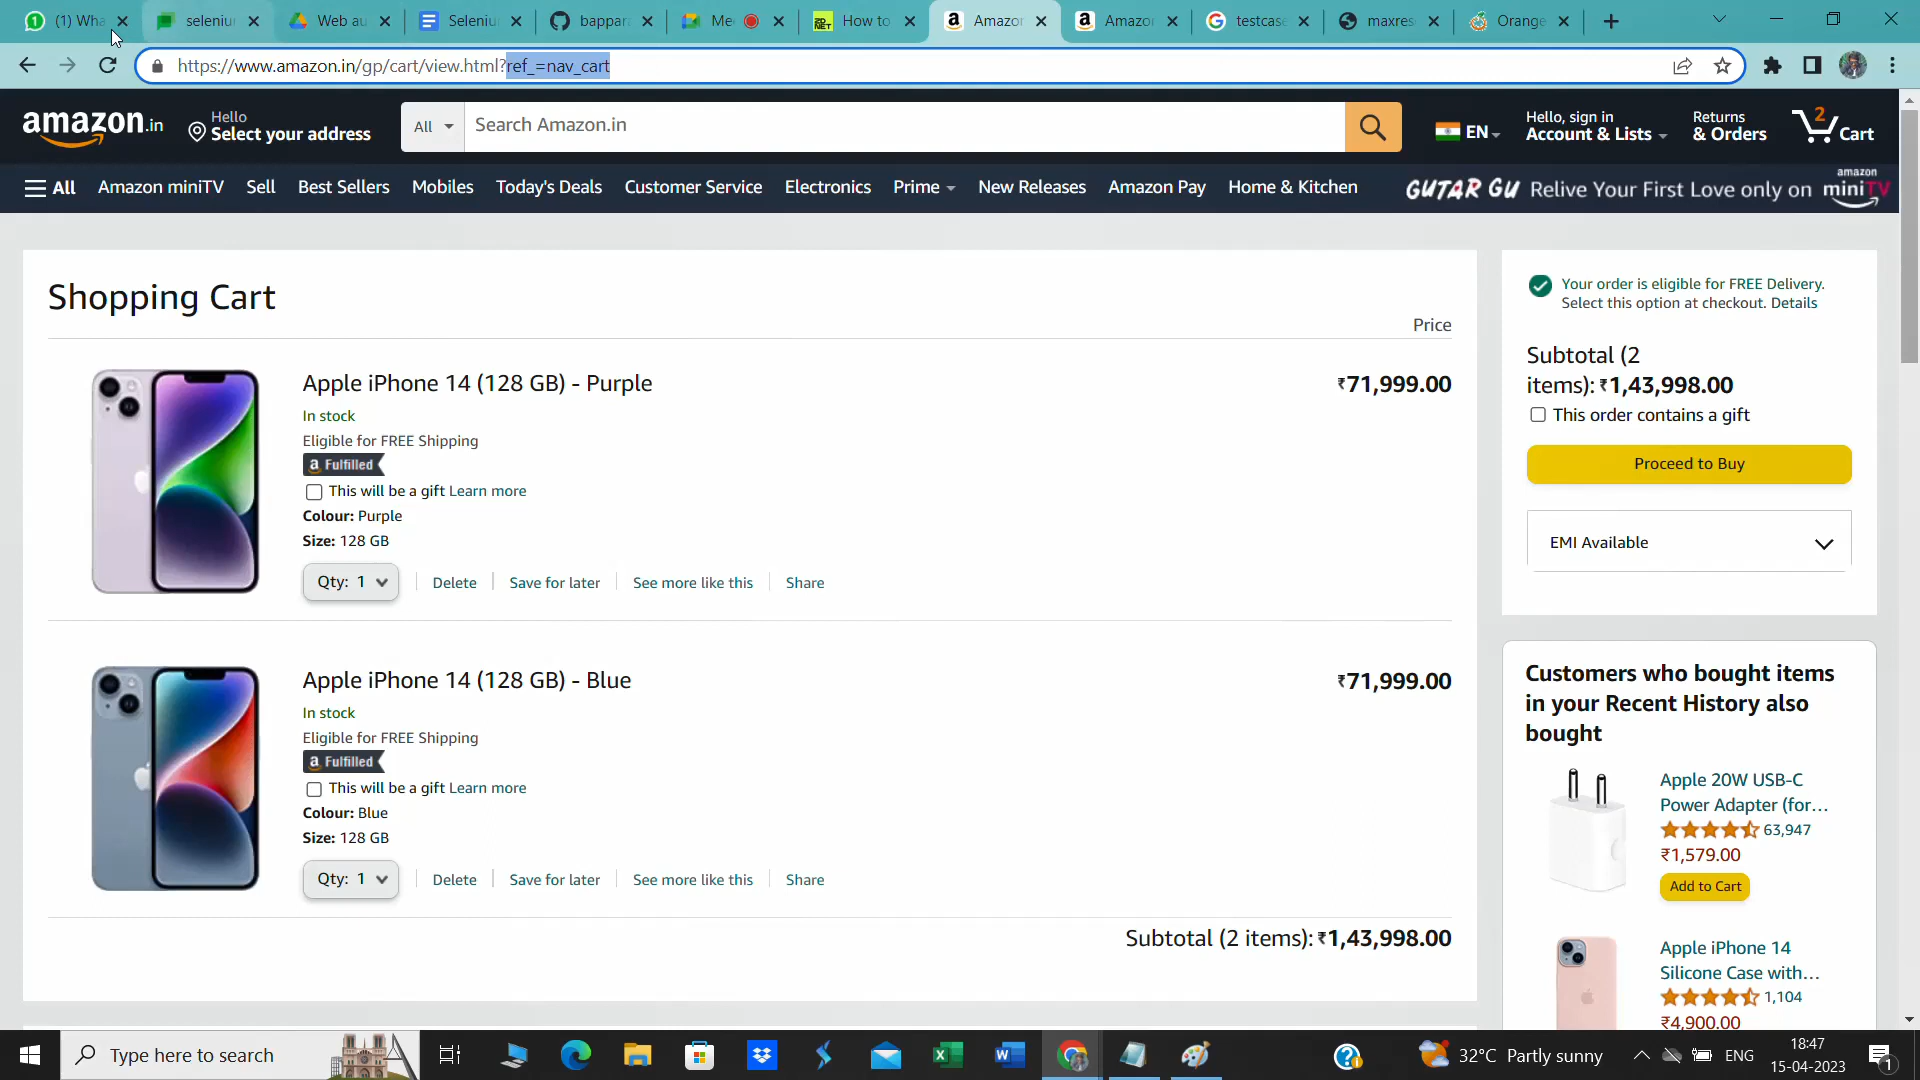 (1) Wha
seleniu
Web au
Seleniu
bappar
Me
How to
Amazo
Amazo
testcas
maxres
Orange
https://www.amazon.in/gp/cart/view.html?ref_=nav_cart
amazon.in
Hello
Select your address
All
Search Amazon.in
EN
Hello, sign in
Account & Lists
Returns
& Orders
2
Cart
All
Amazon miniTV
Sell
Best Sellers
Mobiles
Today's Deals
Customer Service
Electronics
Prime
New Releases
Amazon Pay
Home & Kitchen
GUTAR GU Relive Your First Love only on
amazon
miniTV
Shopping Cart
Price
Apple iPhone 14 (128 GB) - Purple
₹71,999.00
In stock
Eligible for FREE Shipping
a Fulfilled
This will be a gift Learn more
Colour: Purple
Size: 128 GB
Qty: 1
Delete
Save for later
See more like this
Share
Apple iPhone 14 (128 GB) - Blue
₹71,999.00
In stock
Eligible for FREE Shipping
a Fulfilled
This will be a gift Learn more
Colour: Blue
Size: 128 GB
Qty: 1
Delete
Save for later
See more like this
Share
Subtotal (2 items): ₹1,43,998.00
Your order is eligible for FREE Delivery.
Select this option at checkout. Details
Subtotal (2
items): ₹1,43,998.00
This order contains a gift
Proceed to Buy
EMI Available
Customers who bought items
in your Recent History also
bought
Apple 20W USB-C
Power Adapter (for...
63,947
₹1,579.00
Add to Cart
Apple iPhone 14
Silicone Case with...
1,104
₹4,900.00
Type here to search
32°C Partly sunny
ENG
18:47
15-04-2023
1